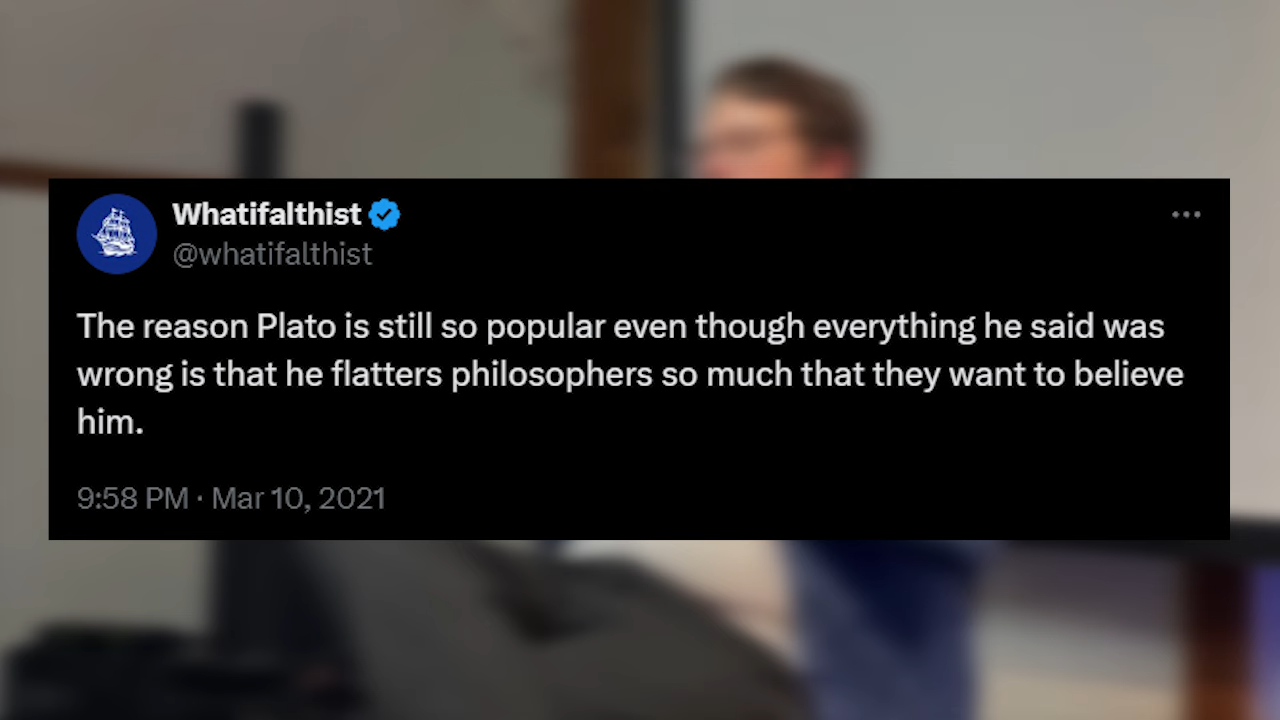 Whatifalthist
@whatifalthist
The reason Plato is still so popular even though everything he said was
wrong is that he flatters philosophers so much that they want to believe
him.
9:58 PM · Mar 10, 2021